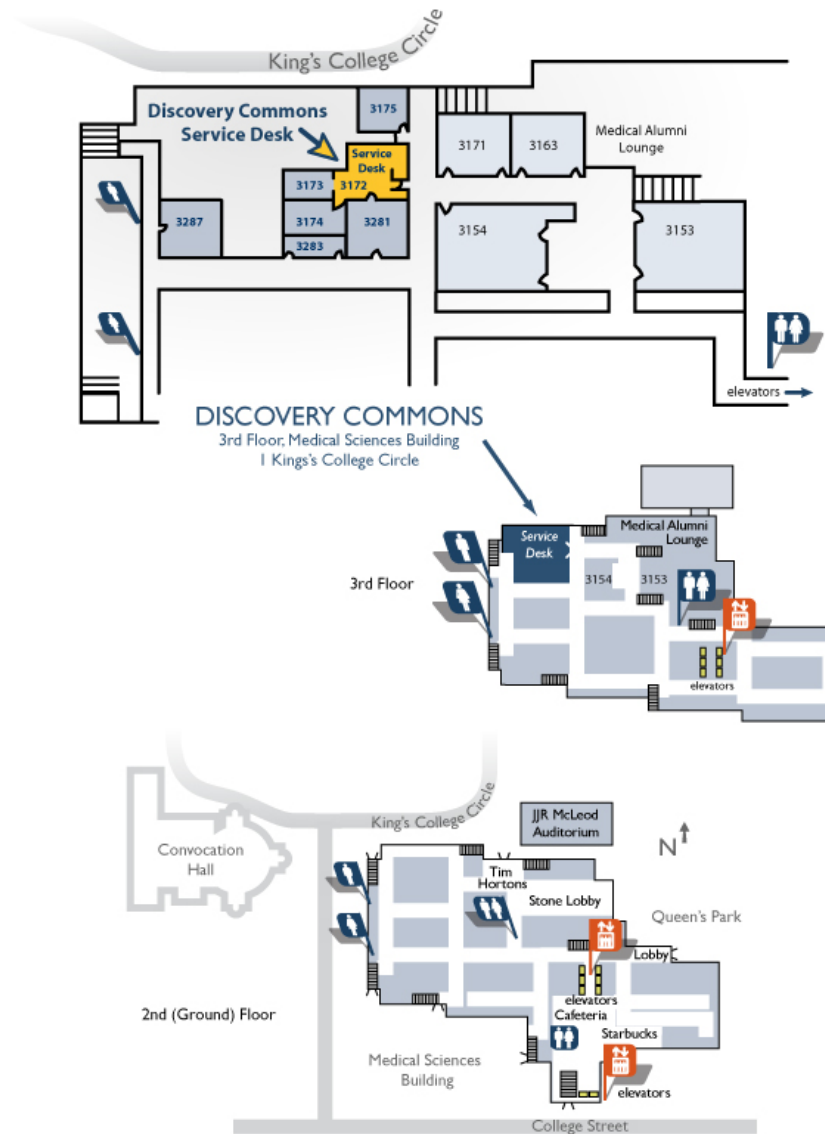 King's College Circle
Discovery Commons
Service Desk
3175
Service
Desk
3171
3163
Medical Alumni
Lounge
3173
3172
3287
3174
3281
3154
3153
3283
elevators
DISCOVERY COMMONS
3rd Floor, Medical Sciences Building
1 Kings's College Circle
Service
Desk
Medical Alumni
Lounge
3rd Floor
3154
3153
elevators
King's College Circle
JJR McLeod
Auditorium
N
Convocation
Hall
Tim
Hortons
Stone Lobby
Queen's Park
Lobby
elevators
2nd (Ground) Floor
Cafeteria
Starbucks
Medical Sciences
Building
elevators
College Street